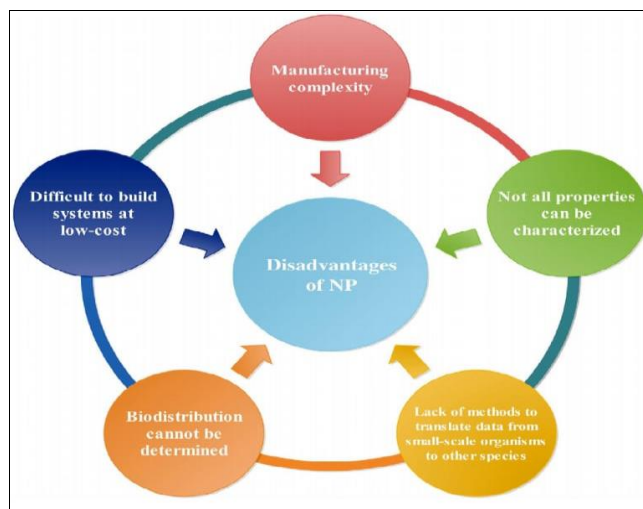 Manufacturing
complexity
Difficult to build
systems at
low-cost
Not all properties
can be
characterized
Disadvantages
of NP
Biodistribution
cannot be
determined
Lack of methods to
translate data from
small-scale organisms
to other species